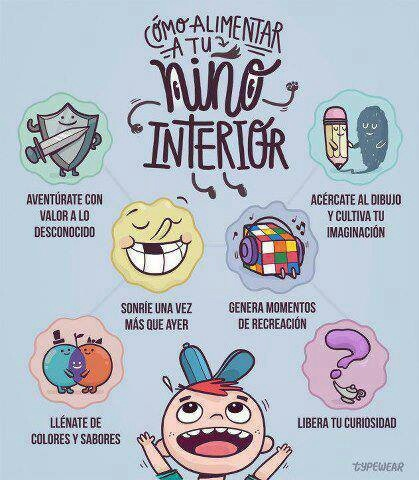 CÓMO ALIMENTAR
A TU
niño
INTERIOR
AVENTÚRATE CON
VALOR A LO
DESCONOCIDO
ACÉRCATE AL DIBUJO
Y CULTIVA TU
IMAGINACIÓN
SONRÍE UNA VEZ
MÁS QUE AYER
GENERA MOMENTOS
DE RECREACIÓN
LLÉNATE DE
COLORES Y SABORES
LIBERA TU CURIOSIDAD
TYPEWEAR